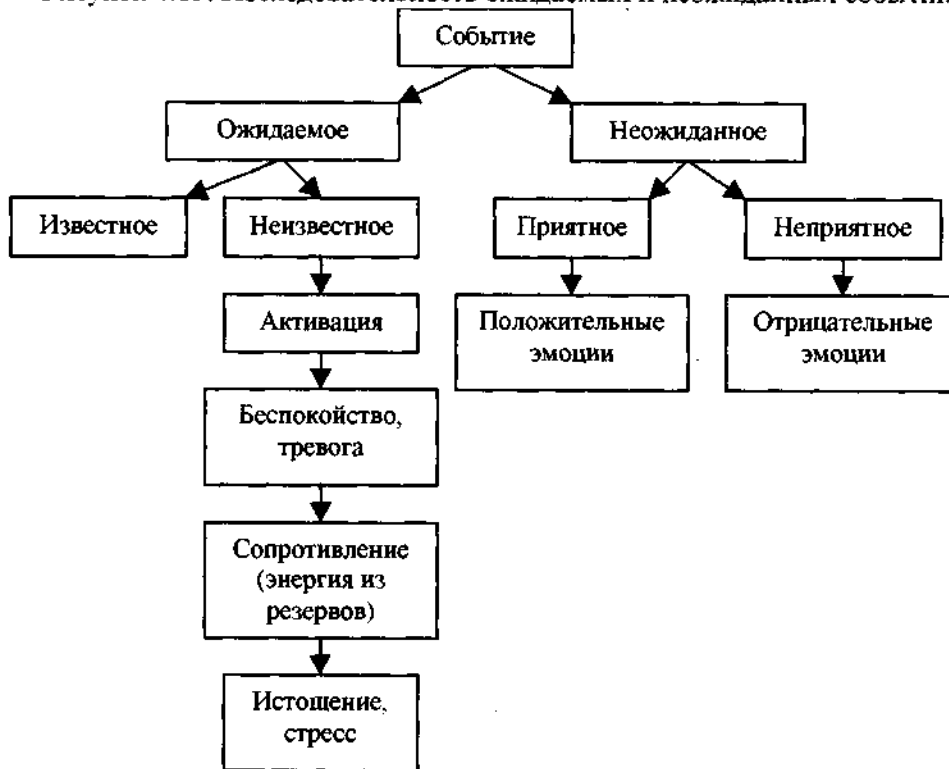 Событие
Ожидаемое
Неожиданное
Известное
Неизвестное
Приятное
Неприятное
Активация
Положительные
эмоции
Отрицательные
эмоции
Беспокойство,
тревога
Сопротивление
(энергия из
резервов)
Истощение,
стресс